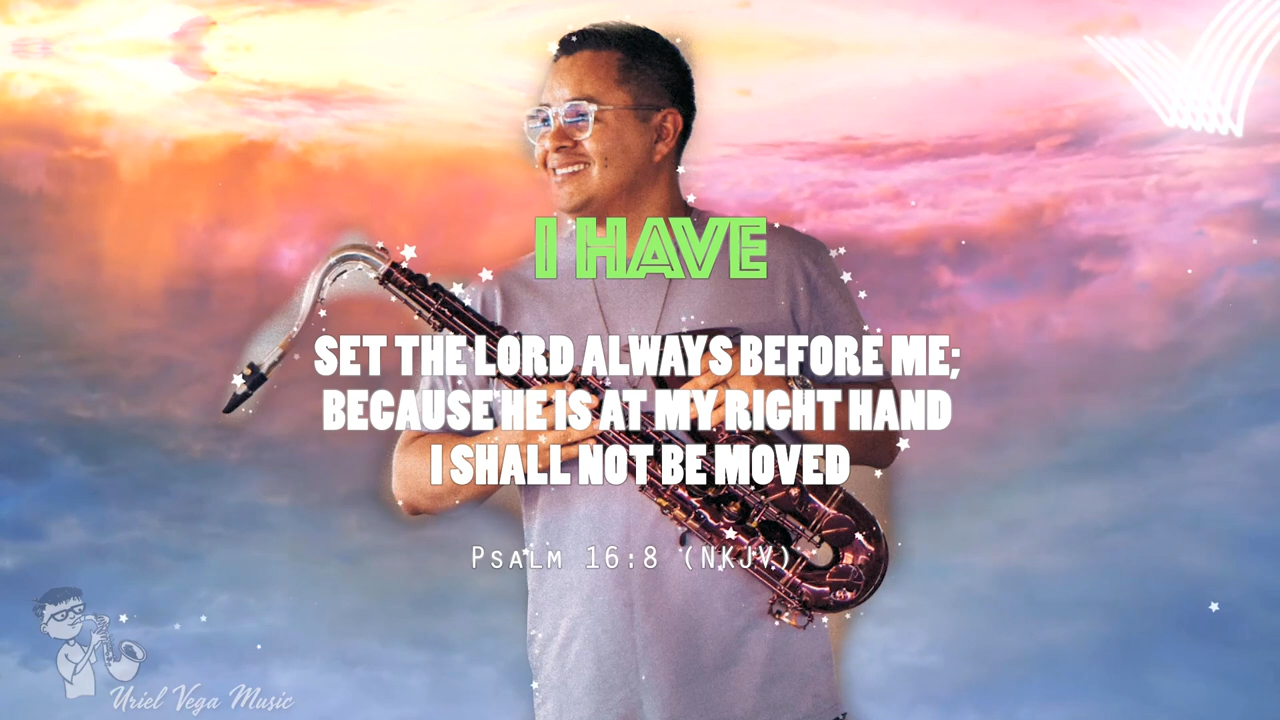 I HAVE
SET THE LORD ALWAYS BEFORE ME;
BECAUSE HE IS AT MY RIGHT HAND
I SHALL NOT BE MOVED
Psalm 16:8 (NKJV)
Uriel Vega Music